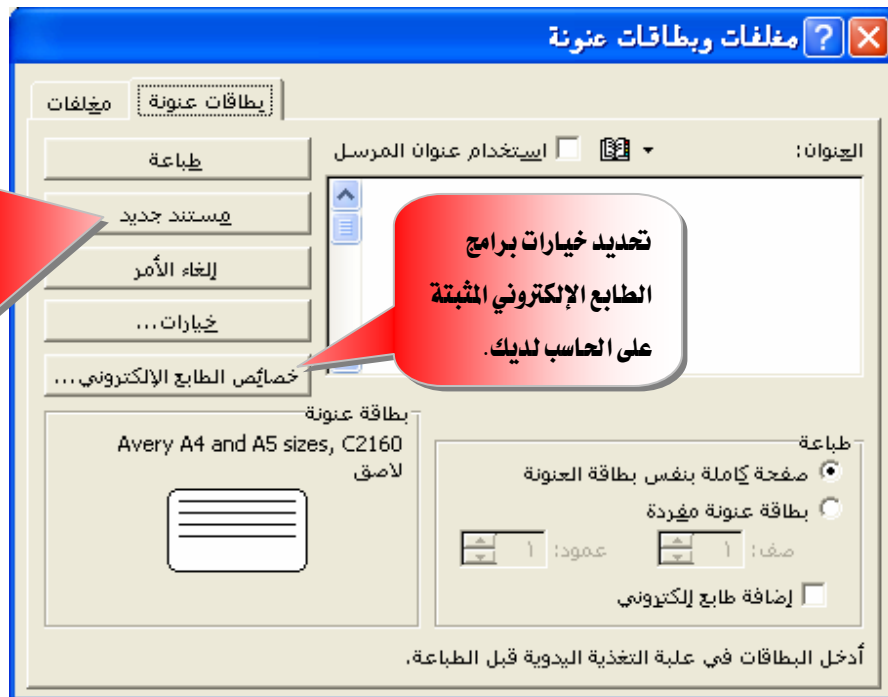 مغلفات وبطاقات عنونة
بطاقات عنونة
مغلفات
العنوان:
استخدام عنوان المرسل
طباعة
مستند جديد
إلغاء الأمر
خيارات...
خصائص الطابع الإلكتروني...
تحديد خيارات برامج
الطابع الإلكتروني المثبتة
على الحاسب لديك.
طباعة
صفحة كاملة بنفس بطاقة العنونة
بطاقة عنونة مفردة
صف: ١ عمود: ١
إضافة طابع إلكتروني
بطاقة عنونة
Avery A4 and A5 sizes, C2160
لاصق
أدخل البطاقات في علبة التغذية اليدوية قبل الطباعة.